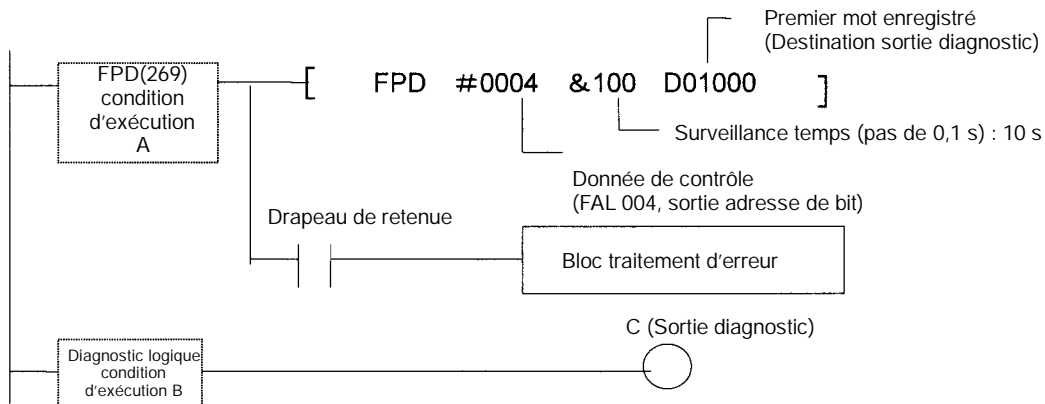 Premier mot enregistré
(Destination sortie diagnostic)
FPD(269)
condition
d'exécution
A
FPD #0004 &100 D01000
Surveillance temps (pas de 0,1 s) : 10 s
Donnée de contrôle
(FAL 004, sortie adresse de bit)
Drapeau de retenue
Bloc traitement d'erreur
C (Sortie diagnostic)
Diagnostic logique
condition
d'exécution B